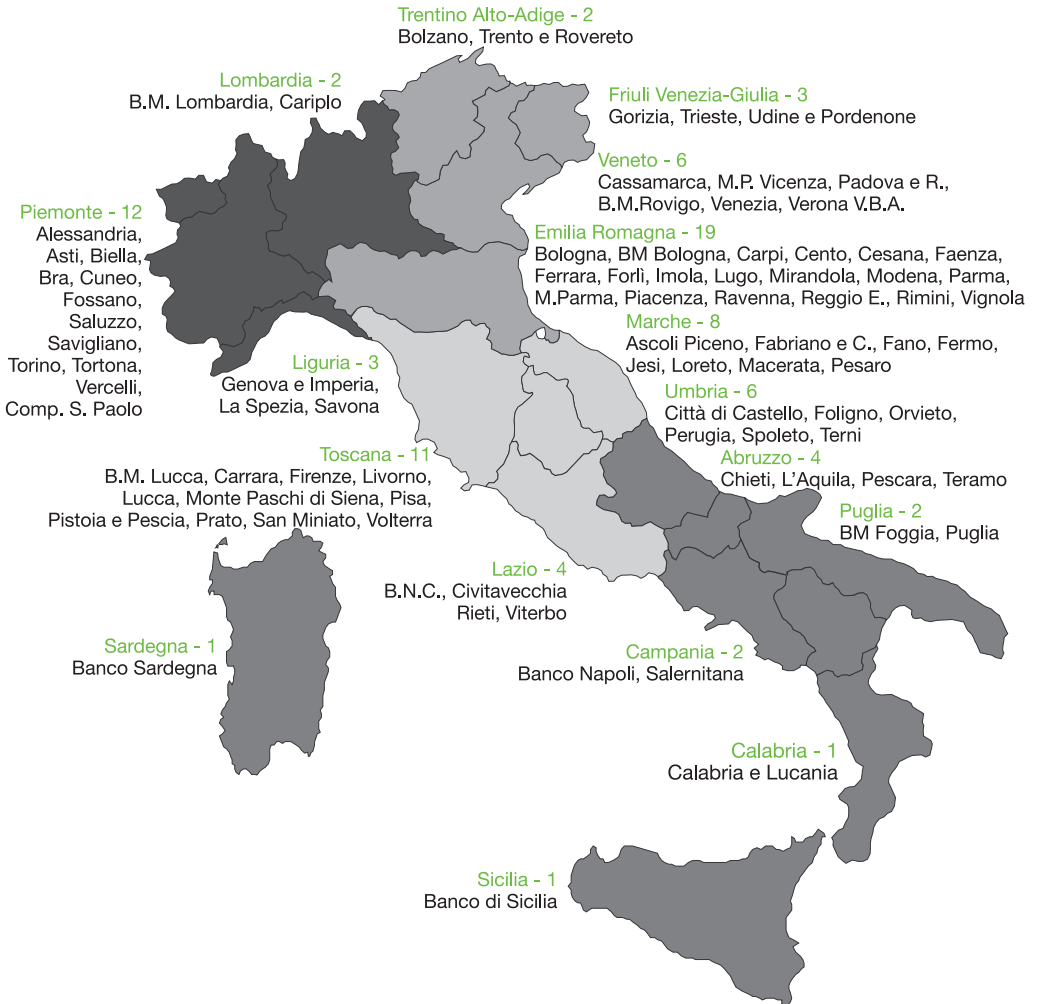 Trentino Alto-Adige - 2
Bolzano, Trento e Rovereto
Lombardia - 2
B.M. Lombardia, Cariplo
Friuli Venezia-Giulia - 3
Gorizia, Trieste, Udine e Pordenone
Veneto - 6
Cassamarca, M.P. Vicenza, Padova e R.,
B.M.Rovigo, Venezia, Verona V.B.A.
Piemonte - 12
Alessandria,
Asti, Biella,
Bra, Cuneo,
Fossano,
Saluzzo,
Savigliano,
Torino, Tortona,
Vercelli,
Comp. S. Paolo
Emilia Romagna - 19
Bologna, BM Bologna, Carpi, Cento, Cesana, Faenza,
Ferrara, Forlì, Imola, Lugo, Mirandola, Modena, Parma,
M.Parma, Piacenza, Ravenna, Reggio E., Rimini, Vignola
Marche - 8
Ascoli Piceno, Fabriano e C., Fano, Fermo,
Jesi, Loreto, Macerata, Pesaro
Liguria - 3
Genova e Imperia,
La Spezia, Savona
Umbria - 6
Città di Castello, Foligno, Orvieto,
Perugia, Spoleto, Terni
Toscana - 11
B.M. Lucca, Carrara, Firenze, Livorno,
Lucca, Monte Paschi di Siena, Pisa,
Pistoia e Pescia, Prato, San Miniato, Volterra
Abruzzo - 4
Chieti, L'Aquila, Pescara, Teramo
Puglia - 2
BM Foggia, Puglia
Lazio - 4
B.N.C., Civitavecchia
Rieti, Viterbo
Sardegna - 1
Banco Sardegna
Campania - 2
Banco Napoli, Salernitana
Calabria - 1
Calabria e Lucania
Sicilia - 1
Banco di Sicilia